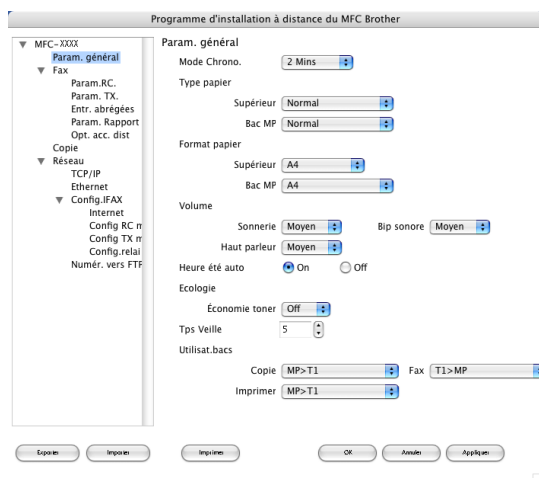 Programme d'installation à distance du MFC Brother
MFC-XXXX
Param. général
Fax
Param.RC.
Param. TX.
Entr. abrégées
Param. Rapport
Opt. acc. dist
Copie
Réseau
TCP/IP
Ethernet
Config.IFAX
Internet
Config RC m
Config TX m
Config.relai
Numér. vers FTP
Param. général
Mode Chrono. 2 Mins
Type papier
Supérieur Normal
Bac MP Normal
Format papier
Supérieur A4
Bac MP A4
Volume
Sonnerie Moyen Bip sonore Moyen
Haut parleur Moyen
Heure été auto On Off
Ecologie
Économie toner Off
Tps Veille 5
Utilisat.bacs
Copie MP>T1 Fax T1>MP
Imprimer MP>T1
Exporter Importer Imprimer OK Annuler Appliquer